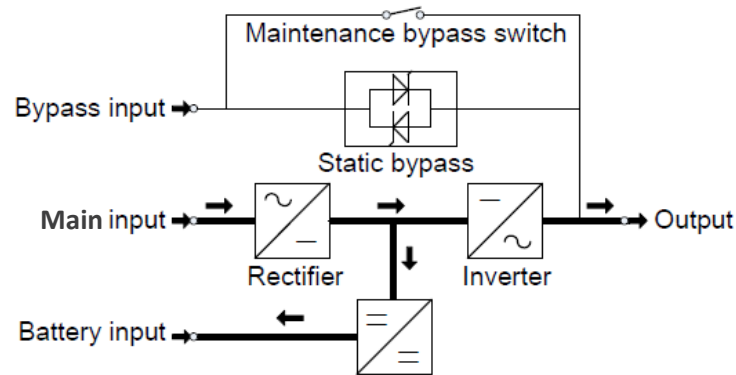 Maintenance bypass switch
Bypass input
Static bypass
Main input
Output
Rectifier
Inverter
Battery input